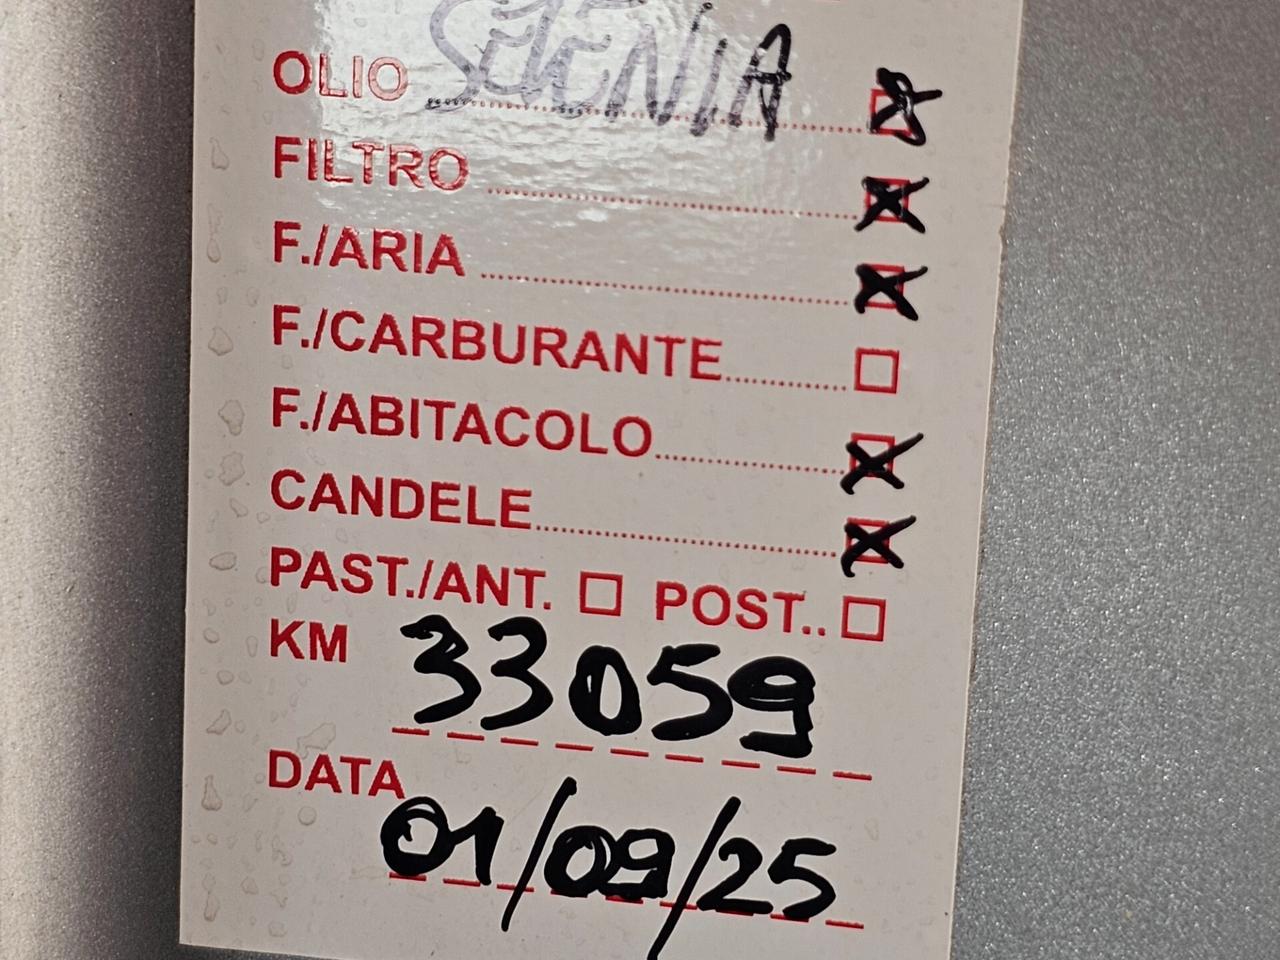 OLIO SELENIA
FILTRO
F./ARIA
F./CARBURANTE
F./ABITACOLO
CANDELE
PAST./ANT. POST..
KM 33059
DATA 01/09/25